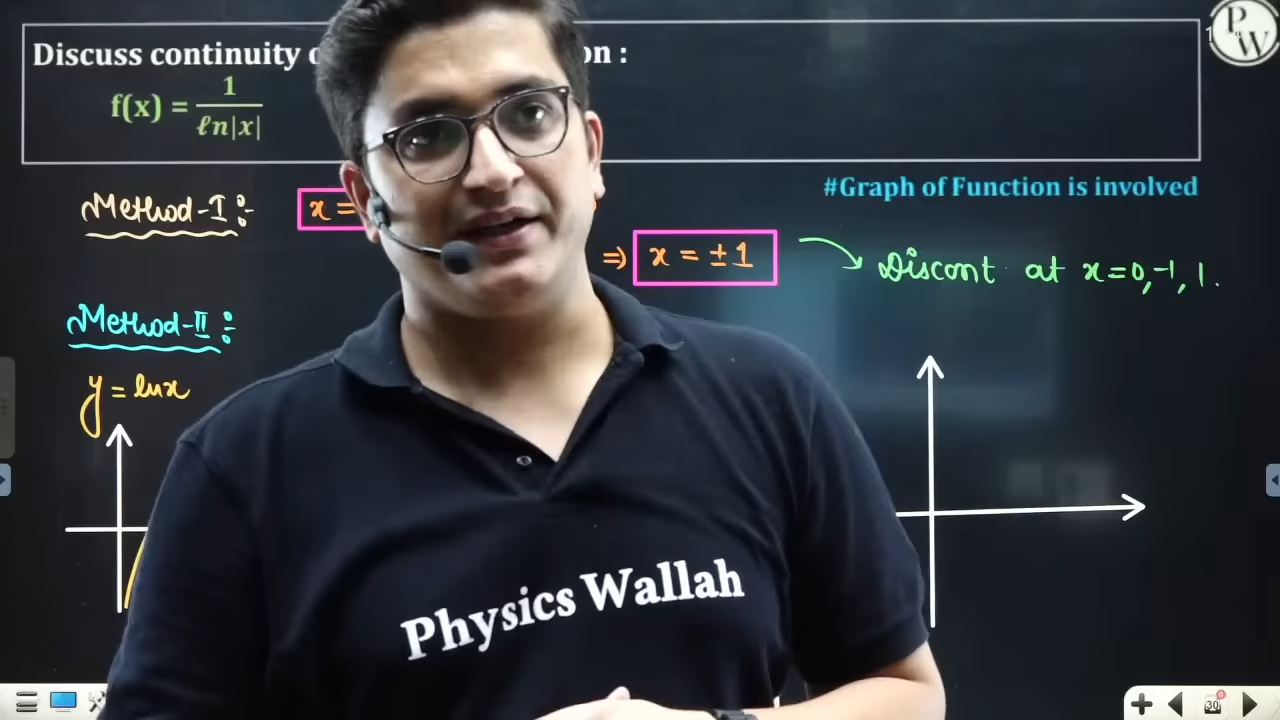 Discuss continuity on :
f(x) = 1/ℓn|x|
#Graph of Function is involved
Method-I :-
x =
⇒ x = ± 1
Discont at x=0,-1,1.
Method-II :-
y = lnx
Physics Wallah
PW
30